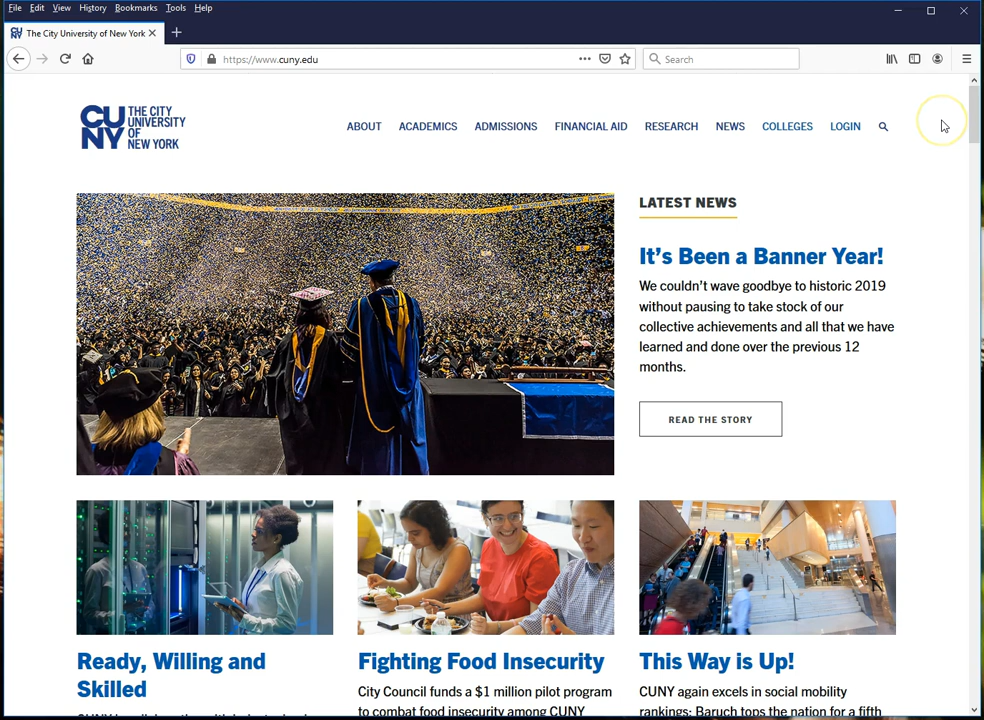 File Edit View History Bookmarks Tools Help
The City University of New York
https://www.cuny.edu
Search
CUNY THE CITY
UNIVERSITY
OF
NEW YORK
ABOUT ACADEMICS ADMISSIONS FINANCIAL AID RESEARCH NEWS COLLEGES LOGIN
LATEST NEWS
It's Been a Banner Year!
We couldn't wave goodbye to historic 2019
without pausing to take stock of our
collective achievements and all that we have
learned and done over the previous 12
months.
READ THE STORY
Ready, Willing and
Skilled
Fighting Food Insecurity
City Council funds a $1 million pilot program
to combat food insecurity among CUNY
This Way is Up!
CUNY again excels in social mobility
rankings: Baruch tops the nation for a fifth